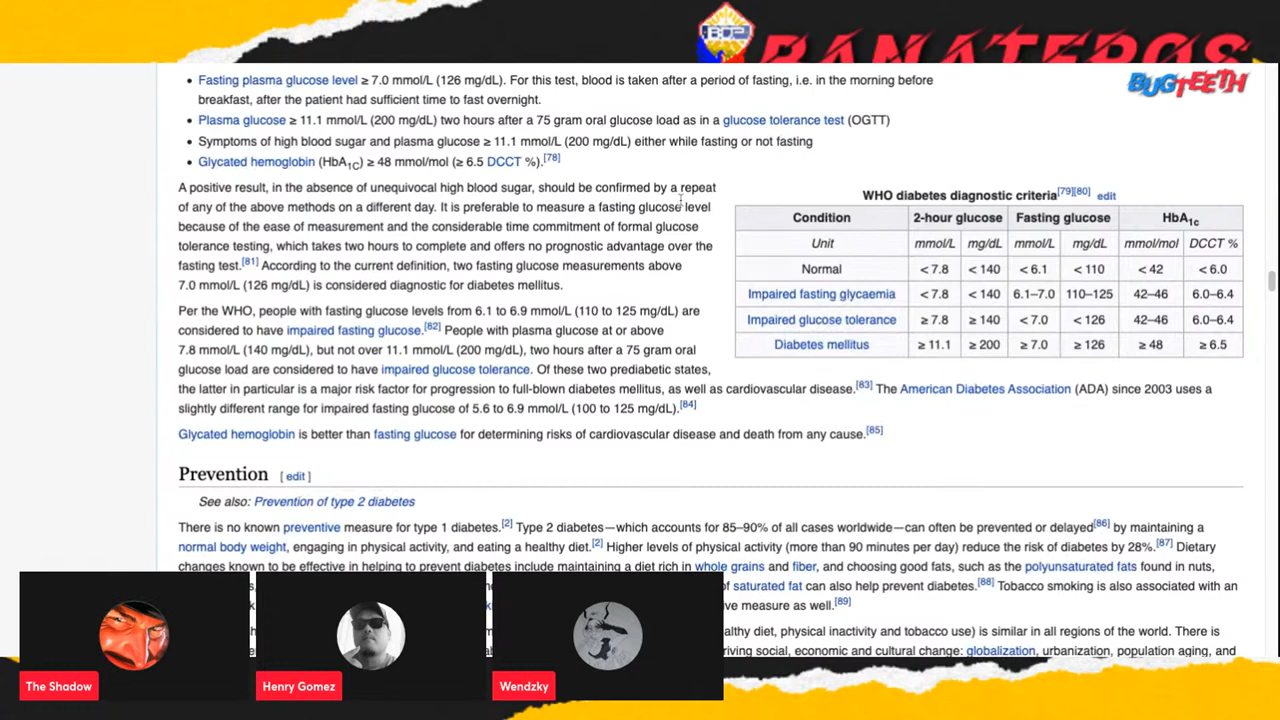 BANATEROS
BUGTEETH
Fasting plasma glucose level ≥ 7.0 mmol/L (126 mg/dL). For this test, blood is taken after a period of fasting, i.e. in the morning before
breakfast, after the patient had sufficient time to fast overnight.
Plasma glucose ≥ 11.1 mmol/L (200 mg/dL) two hours after a 75 gram oral glucose load as in a glucose tolerance test (OGTT)
Symptoms of high blood sugar and plasma glucose ≥ 11.1 mmol/L (200 mg/dL) either while fasting or not fasting
Glycated hemoglobin (HbA1C) ≥ 48 mmol/mol (≥ 6.5 DCCT %).[78]
A positive result, in the absence of unequivocal high blood sugar, should be confirmed by a repeat
of any of the above methods on a different day. It is preferable to measure a fasting glucose level
because of the ease of measurement and the considerable time commitment of formal glucose
tolerance testing, which takes two hours to complete and offers no prognostic advantage over the
fasting test.[81] According to the current definition, two fasting glucose measurements above
7.0 mmol/L (126 mg/dL) is considered diagnostic for diabetes mellitus.
Per the WHO, people with fasting glucose levels from 6.1 to 6.9 mmol/L (110 to 125 mg/dL) are
considered to have impaired fasting glucose.[82] People with plasma glucose at or above
7.8 mmol/L (140 mg/dL), but not over 11.1 mmol/L (200 mg/dL), two hours after a 75 gram oral
glucose load are considered to have impaired glucose tolerance. Of these two prediabetic states,
the latter in particular is a major risk factor for progression to full-blown diabetes mellitus, as well as cardiovascular disease.[83] The American Diabetes Association (ADA) since 2003 uses a
slightly different range for impaired fasting glucose of 5.6 to 6.9 mmol/L (100 to 125 mg/dL).[84]
Glycated hemoglobin is better than fasting glucose for determining risks of cardiovascular disease and death from any cause.[85]
WHO diabetes diagnostic criteria[79][80] edit
Condition 2-hour glucose Fasting glucose HbA1c
Unit mmol/L mg/dL mmol/L mg/dL mmol/mol DCCT %
Normal < 7.8 < 140 < 6.1 < 110 < 42 < 6.0
Impaired fasting glycaemia < 7.8 < 140 6.1–7.0 110–125 42–46 6.0–6.4
Impaired glucose tolerance ≥ 7.8 ≥ 140 < 7.0 < 126 42–46 6.0–6.4
Diabetes mellitus ≥ 11.1 ≥ 200 ≥ 7.0 ≥ 126 ≥ 48 ≥ 6.5
Prevention [ edit ]
See also: Prevention of type 2 diabetes
There is no known preventive measure for type 1 diabetes.[2] Type 2 diabetes—which accounts for 85–90% of all cases worldwide—can often be prevented or delayed[86] by maintaining a
normal body weight, engaging in physical activity, and eating a healthy diet.[2] Higher levels of physical activity (more than 90 minutes per day) reduce the risk of diabetes by 28%.[87] Dietary
changes known to be effective in helping to prevent diabetes include maintaining a diet rich in whole grains and fiber, and choosing good fats, such as the polyunsaturated fats found in nuts,
of saturated fat can also help prevent diabetes.[88] Tobacco smoking is also associated with an
measure as well.[89]
diet, physical inactivity and tobacco use) is similar in all regions of the world. There is
social, economic and cultural change: globalization, urbanization, population aging, and
The Shadow
Henry Gomez
Wendzky